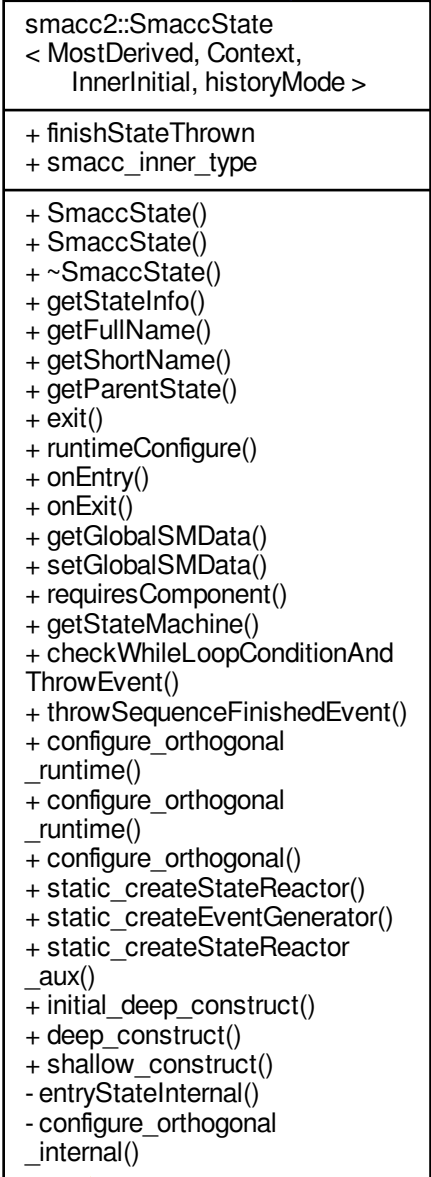 smacc2::SmaccState
< MostDerived, Context,
InnerInitial, historyMode >
+ finishStateThrown
+ smacc_inner_type
+ SmaccState()
+ SmaccState()
+ ~SmaccState()
+ getStateInfo()
+ getFullName()
+ getShortName()
+ getParentState()
+ exit()
+ runtimeConfigure()
+ onEntry()
+ onExit()
+ getGlobalSMData()
+ setGlobalSMData()
+ requiresComponent()
+ getStateMachine()
+ checkWhileLoopConditionAnd
ThrowEvent()
+ throwSequenceFinishedEvent()
+ configure_orthogonal
_runtime()
+ configure_orthogonal
_runtime()
+ configure_orthogonal()
+ static_createStateReactor()
+ static_createEventGenerator()
+ static_createStateReactor
_aux()
+ initial_deep_construct()
+ deep_construct()
+ shallow_construct()
- entryStateInternal()
- configure_orthogonal
_internal()